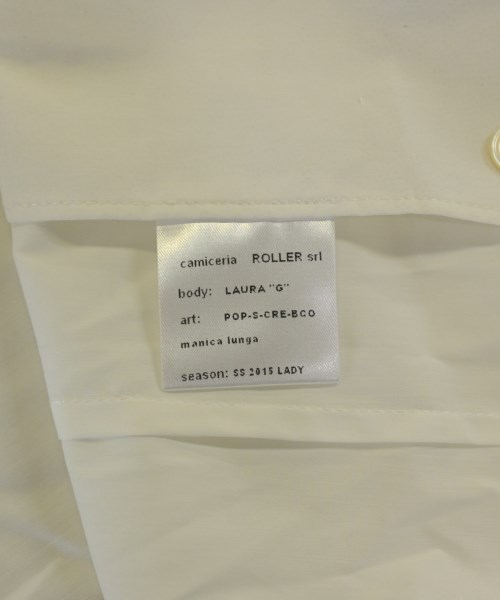 camiceria ROLLER srl
body: LAURA "G"
art: POP-S-CRE-BCO
manica lunga
season: SS 2015 LADY